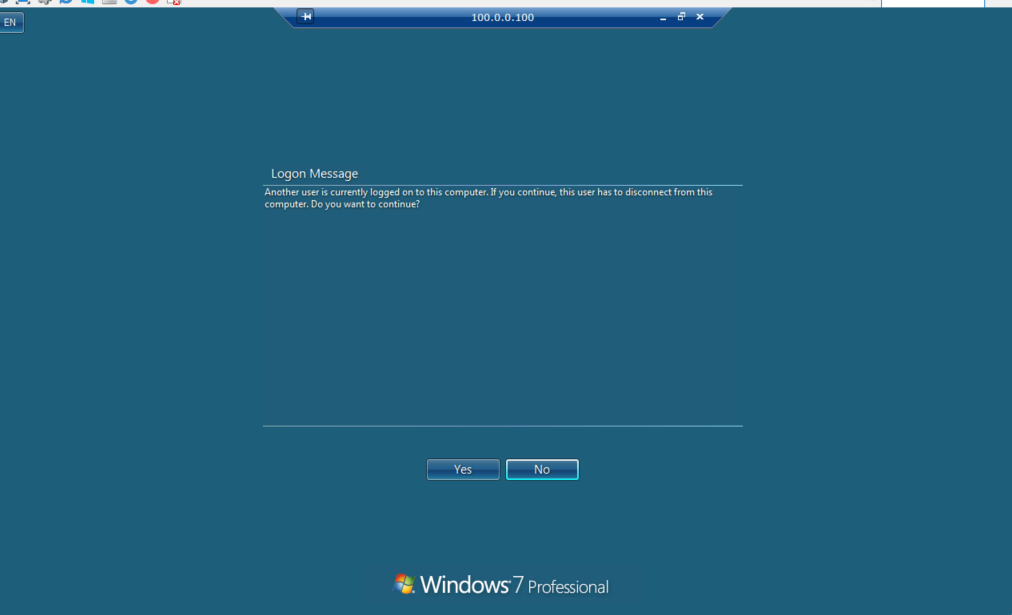 EN
100.0.0.100
Logon Message
Another user is currently logged on to this computer. If you continue, this user has to disconnect from this
computer. Do you want to continue?
Yes
No
Windows 7 Professional